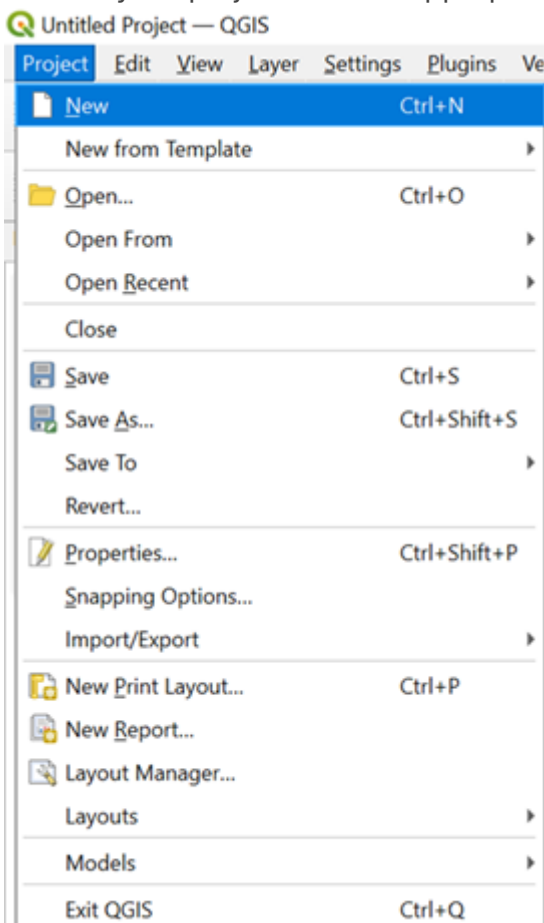 Untitled Project — QGIS
Project Edit View Layer Settings Plugins Ve
New Ctrl+N
New from Template
Open... Ctrl+O
Open From
Open Recent
Close
Save Ctrl+S
Save As... Ctrl+Shift+S
Save To
Revert...
Properties... Ctrl+Shift+P
Snapping Options...
Import/Export
New Print Layout... Ctrl+P
New Report...
Layout Manager...
Layouts
Models
Exit QGIS Ctrl+Q